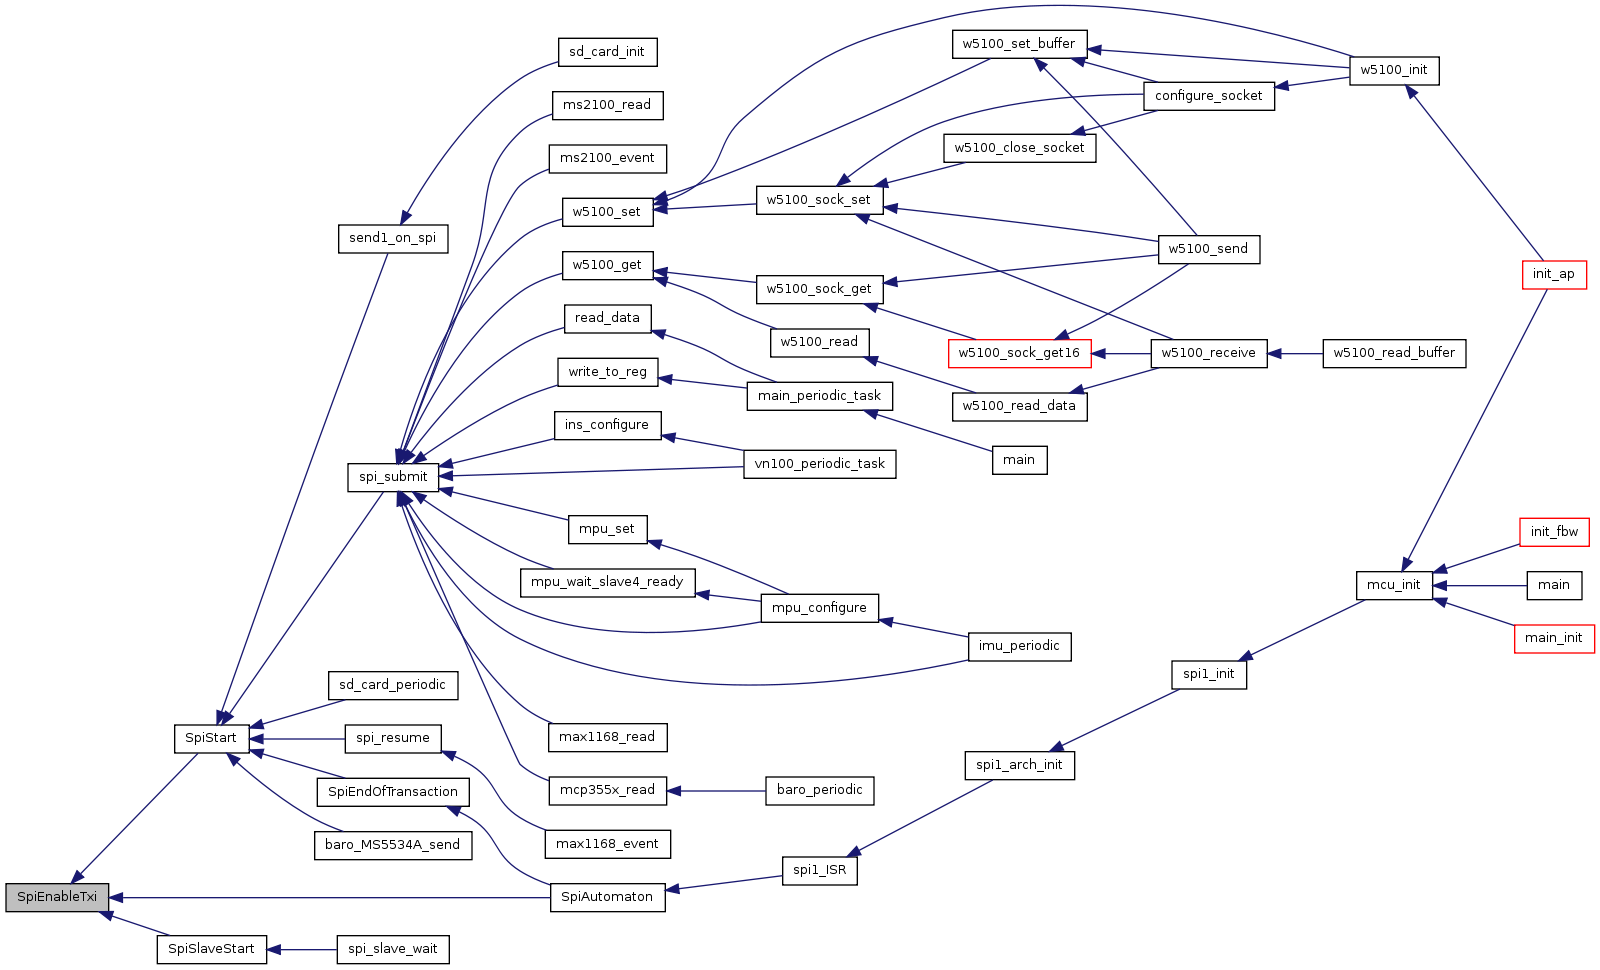 sd_card_init
ms2100_read
ms2100_event
send1_on_spi
w5100_set
w5100_get
read_data
write_to_reg
ins_configure
spi_submit
mpu_set
mpu_wait_slave4_ready
sd_card_periodic
SpiStart
spi_resume
SpiEndOfTransaction
baro_MS5534A_send
SpiEnableTxi
SpiSlaveStart
spi_slave_wait
max1168_read
mcp355x_read
max1168_event
SpiAutomaton
w5100_sock_set
w5100_sock_get
w5100_read
main_periodic_task
vn100_periodic_task
mpu_configure
baro_periodic
spi1_ISR
w5100_set_buffer
w5100_close_socket
w5100_sock_get16
w5100_read_data
main
imu_periodic
spi1_arch_init
configure_socket
w5100_send
w5100_receive
spi1_init
w5100_init
w5100_read_buffer
mcu_init
init_ap
init_fbw
main
main_init